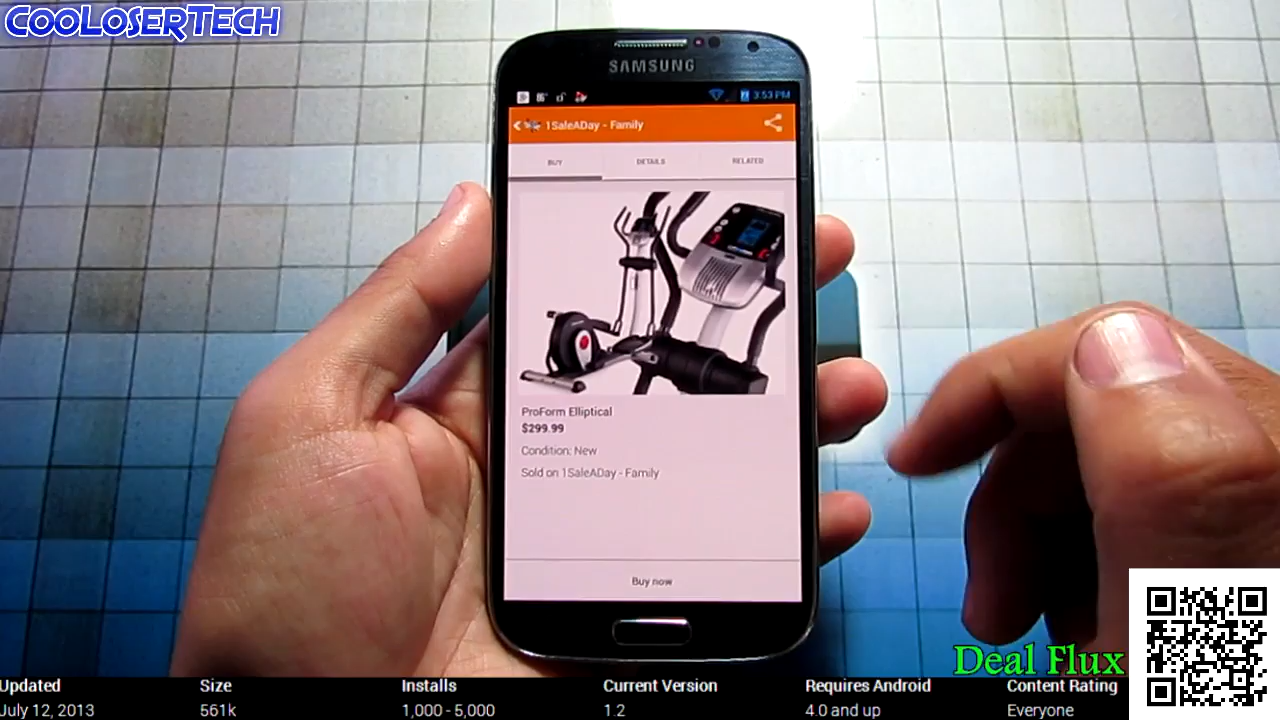 CooLoserTech
SAMSUNG
3:53 PM
1SaleADay - Family
BUY
DETAILS
RELATED
ProForm Elliptical
$299.99
Condition: New
Sold on 1SaleADay - Family
Buy now
Deal Flux
Updated
Size
Installs
Current Version
Requires Android
Content Rating
July 12, 2013
561k
1,000 - 5,000
1.2
4.0 and up
Everyone